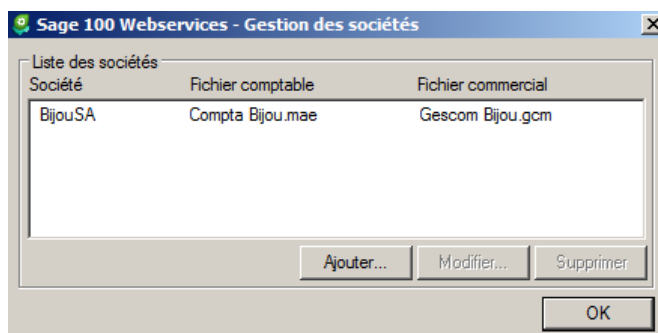 Sage 100 Webservices - Gestion des sociétés
Liste des sociétés
Société Fichier comptable Fichier commercial
BijouSA Compta Bijou.mae Gescom Bijou.gcm
Ajouter... Modifier... Supprimer
OK